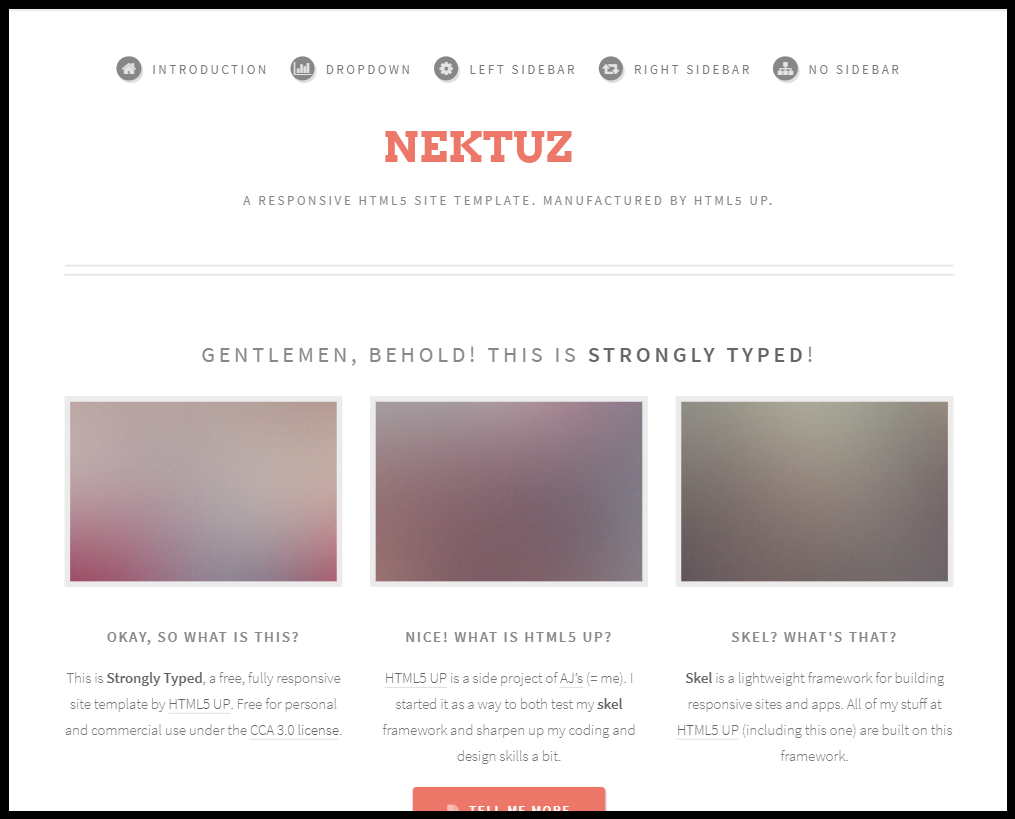 INTRODUCTION DROPDOWN LEFT SIDEBAR RIGHT SIDEBAR NO SIDEBAR
NEKTUZ
A RESPONSIVE HTML5 SITE TEMPLATE. MANUFACTURED BY HTML5 UP.
GENTLEMEN, BEHOLD! THIS IS STRONGLY TYPED!
OKAY, SO WHAT IS THIS?
This is Strongly Typed, a free, fully responsive
site template by HTML5 UP. Free for personal
and commercial use under the CCA 3.0 license.
NICE! WHAT IS HTML5 UP?
HTML5 UP is a side project of AJ's (= me). I
started it as a way to both test my skel
framework and sharpen up my coding and
design skills a bit.
SKEL? WHAT'S THAT?
Skel is a lightweight framework for building
responsive sites and apps. All of my stuff at
HTML5 UP (including this one) are built on this
framework.
TELL ME MORE